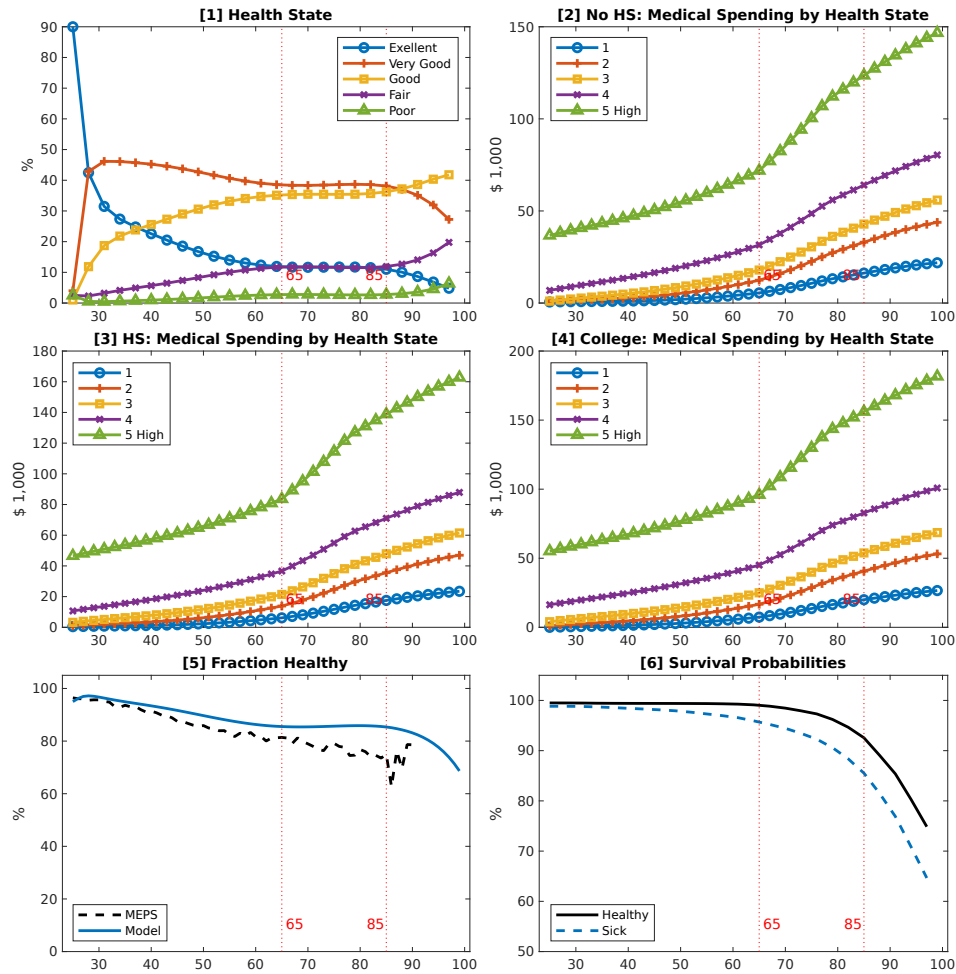 [1] Health State
90
80
70
60
50
40
30
20
10
0
%
Exellent
Very Good
Good
Fair
Poor
65
85
30 40 50 60 70 80 90 100
[2] No HS: Medical Spending by Health State
150
100
50
0
$ 1,000
1
2
3
4
5 High
65
85
30 40 50 60 70 80 90 100
[3] HS: Medical Spending by Health State
180
160
140
120
100
80
60
40
20
0
$ 1,000
1
2
3
4
5 High
65
85
30 40 50 60 70 80 90 100
[4] College: Medical Spending by Health State
200
150
100
50
0
$ 1,000
1
2
3
4
5 High
65
85
30 40 50 60 70 80 90 100
[5] Fraction Healthy
100
80
60
40
20
0
%
MEPS
Model
65
85
30 40 50 60 70 80 90 100
[6] Survival Probabilities
100
90
80
70
60
50
%
Healthy
Sick
65
85
30 40 50 60 70 80 90 100